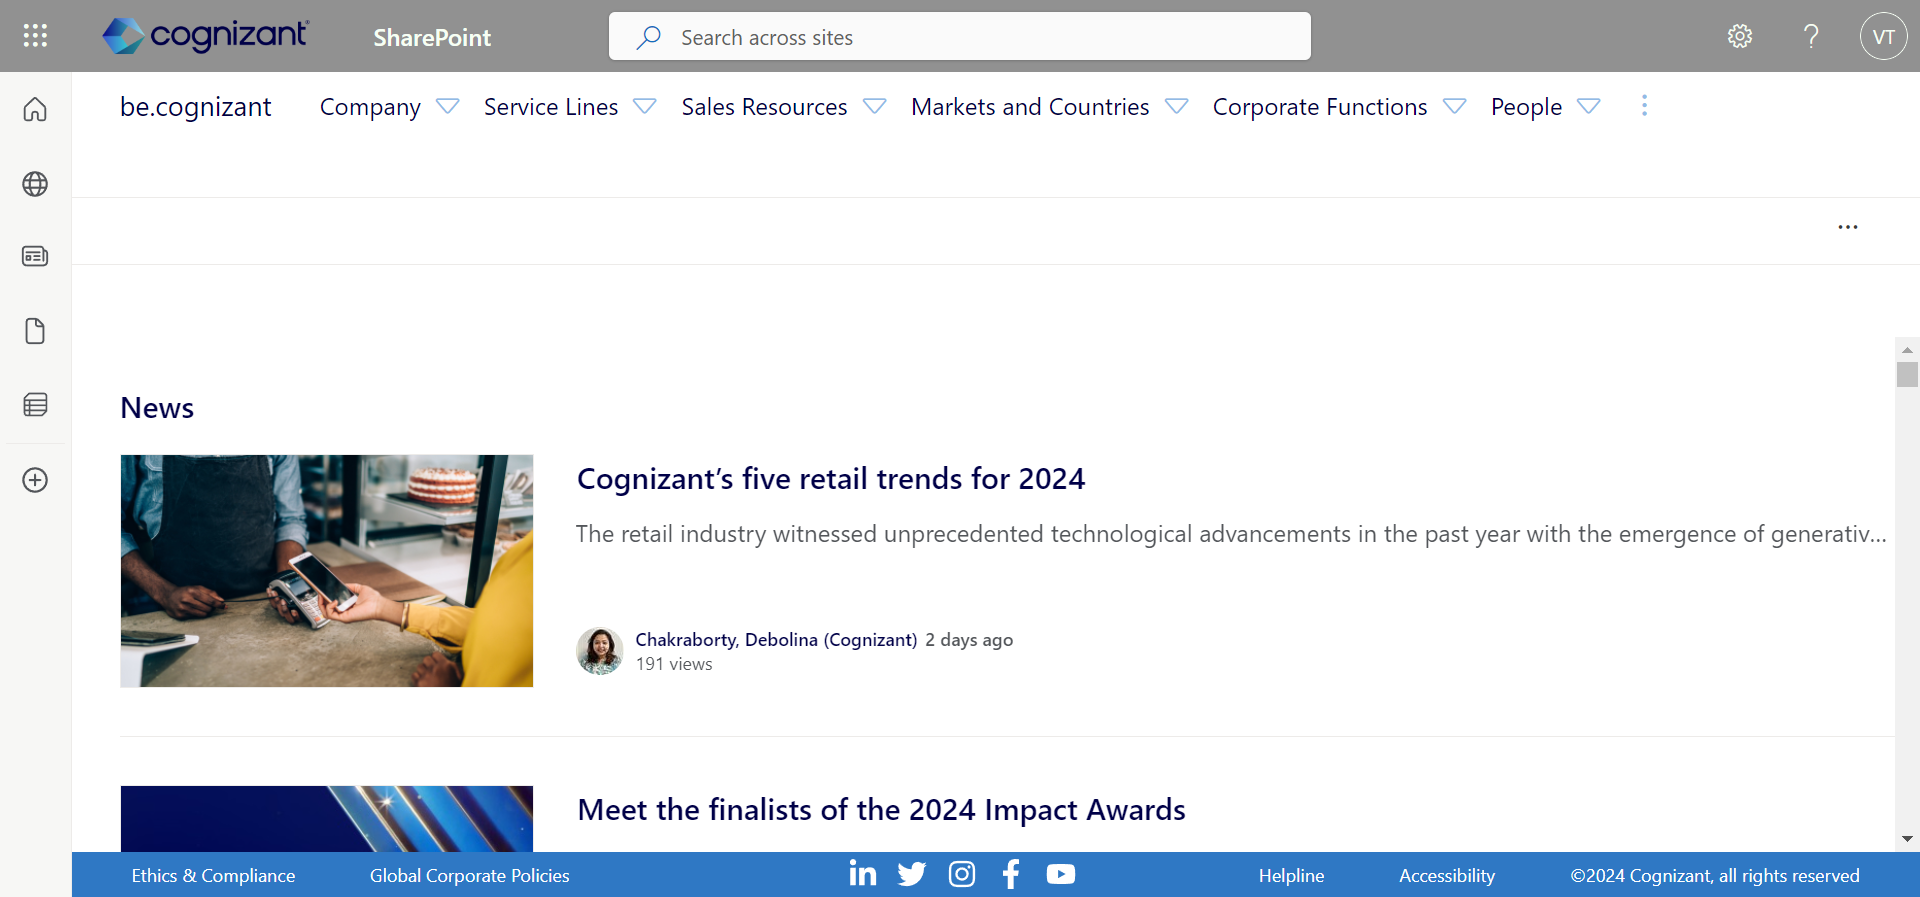 cognizant
SharePoint
Search across sites
VT
be.cognizant
Company
Service Lines
Sales Resources
Markets and Countries
Corporate Functions
People
News
Cognizant’s five retail trends for 2024
The retail industry witnessed unprecedented technological advancements in the past year with the emergence of generativ...
Chakraborty, Debolina (Cognizant) 2 days ago
191 views
Meet the finalists of the 2024 Impact Awards
Ethics & Compliance
Global Corporate Policies
Helpline
Accessibility
©2024 Cognizant, all rights reserved